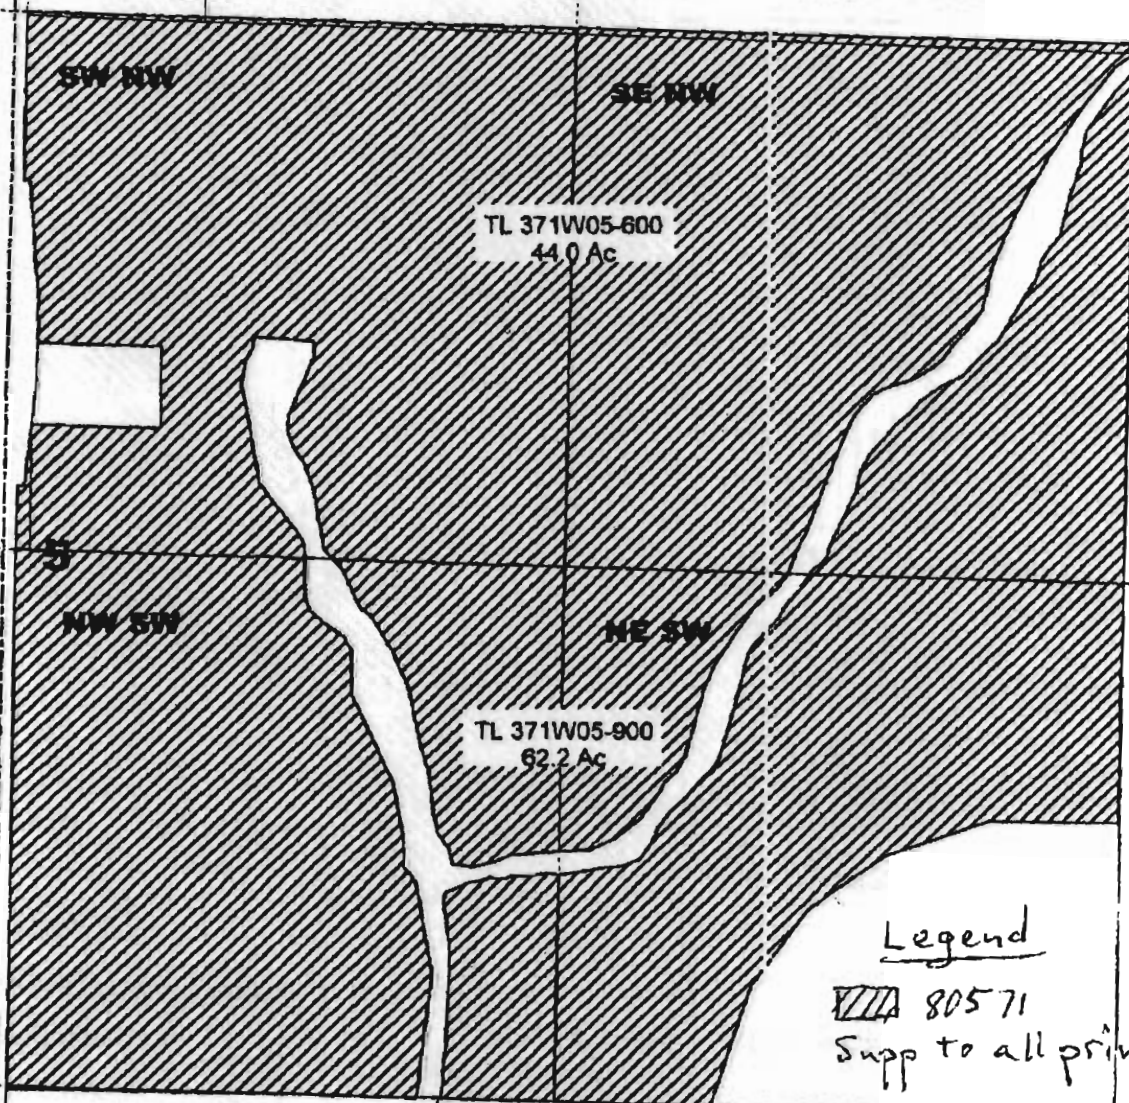 SW NW
SE NW
TL 371W05-600
44.0 Ac
5
NW SW
NE SW
TL 371W05-900
62.2 Ac
Legend
80571
Supp to all